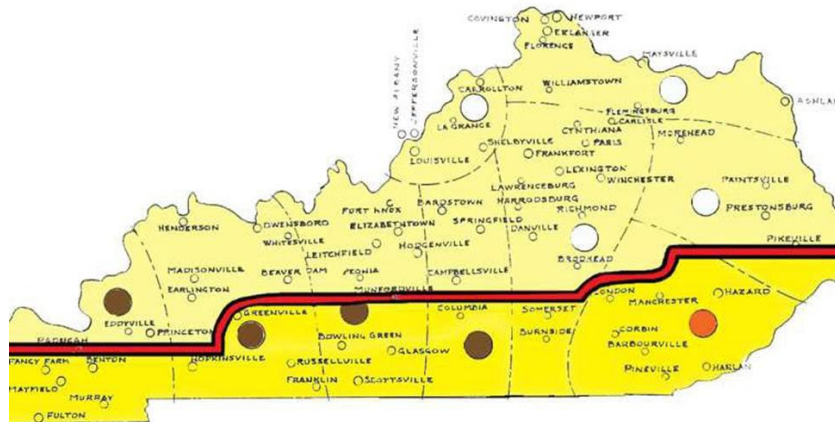 COVINGTON
NEWPORT
ERLANGER
FLORENCE
MAYSVILLE
NEW ALBANY
JEFFERSONVILLE
CARROLLTON
WILLIAMSTOWN
ASHLAN
FLEMINGSBURG
CARLISLE
LA GRANGE
CYNTHIANA
MOREHEAD
SHELBYVILLE
PARIS
LOUISVILLE
FRANKFORT
LEXINGTON
WINCHESTER
PAINTSVILLE
LAWRENCEBURG
FORT KNOX
BARDSTOWN
HARRODSBURG
RICHMOND
PRESTONSBURG
HENDERSON
OWENSBORO
ELIZABETHTOWN
SPRINGFIELD
DANVILLE
WHITESVILLE
LEITCHFIELD
HODGENVILLE
PIKEVILLE
BRODHEAD
MADISONVILLE
BEAVER DAM
PEONIA
CAMPBELLSVILLE
EARLINGTON
MUNFORDVILLE
LONDON
MANCHESTER
HAZARD
GREENVILLE
COLUMBIA
SOMERSET
EDDYVILLE
PRINCETON
BOWLING GREEN
BURNSIDE
CORBIN
PADUCAH
GLASGOW
BARBOURVILLE
FANCY FARM
BENTON
HOPKINSVILLE
RUSSELLVILLE
HARLAN
MAYFIELD
FRANKLIN
SCOTTSVILLE
PINEVILLE
MURRAY
FULTON